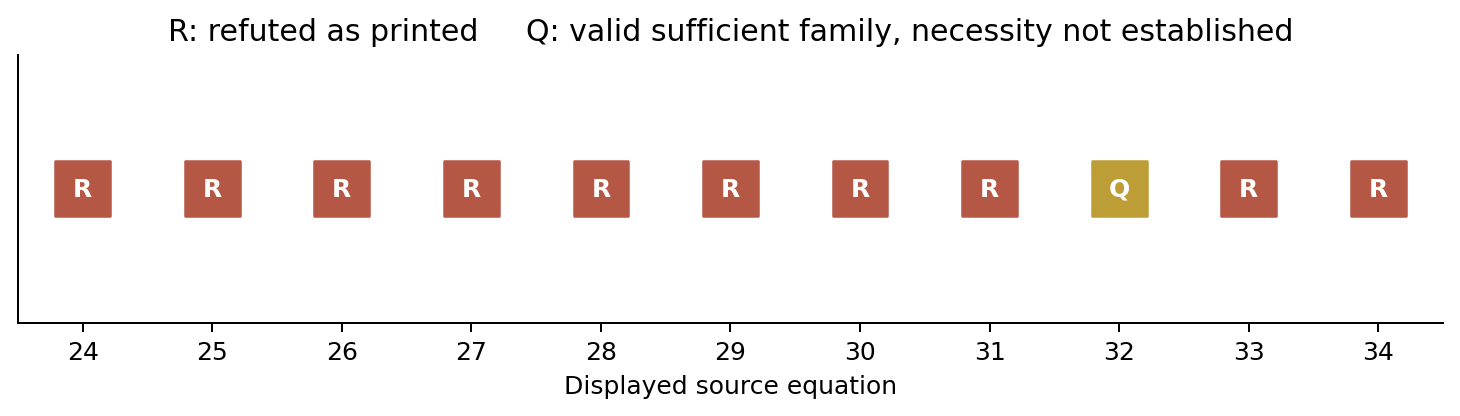 R: refuted as printed Q: valid sufficient family, necessity not established
R R R R R R R R Q R R
24 25 26 27 28 29 30 31 32 33 34
Displayed source equation